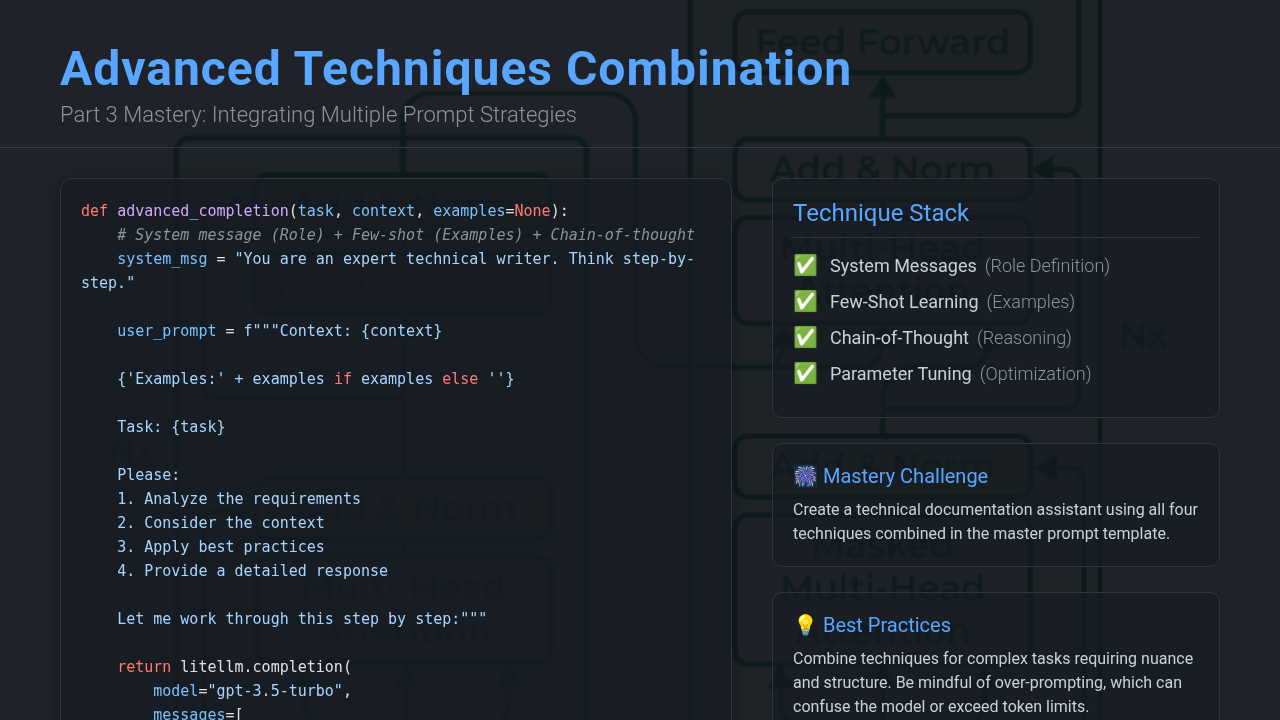 Advanced Techniques Combination
Part 3 Mastery: Integrating Multiple Prompt Strategies
def advanced_completion(task, context, examples=None):
    # System message (Role) + Few-shot (Examples) + Chain-of-thought
    system_msg = "You are an expert technical writer. Think step-by-
step."
    user_prompt = f"""Context: {context}
    {'Examples:' + examples if examples else ''}
    Task: {task}
    Please:
    1. Analyze the requirements
    2. Consider the context
    3. Apply best practices
    4. Provide a detailed response
    Let me work through this step by step:"""
    return litellm.completion(
        model="gpt-3.5-turbo",
        messages=[
Technique Stack
✅ System Messages (Role Definition)
✅ Few-Shot Learning (Examples)
✅ Chain-of-Thought (Reasoning)
✅ Parameter Tuning (Optimization)
🎆 Mastery Challenge
Create a technical documentation assistant using all four
techniques combined in the master prompt template.
💡 Best Practices
Combine techniques for complex tasks requiring nuance
and structure. Be mindful of over-prompting, which can
confuse the model or exceed token limits.
Feed Forward
Add & Norm
Multi-Head
Attention
Nx
Add & Norm
Masked
Multi-Head
Attention
Feed Forward
Nx
Add & Norm
Multi-Head
Attention